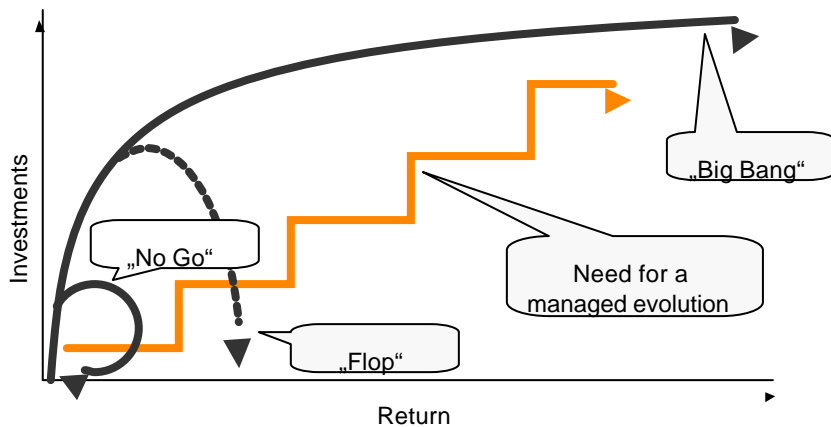 Investments
„Big Bang“
„No Go“
Need for a
managed evolution
„Flop“
Return